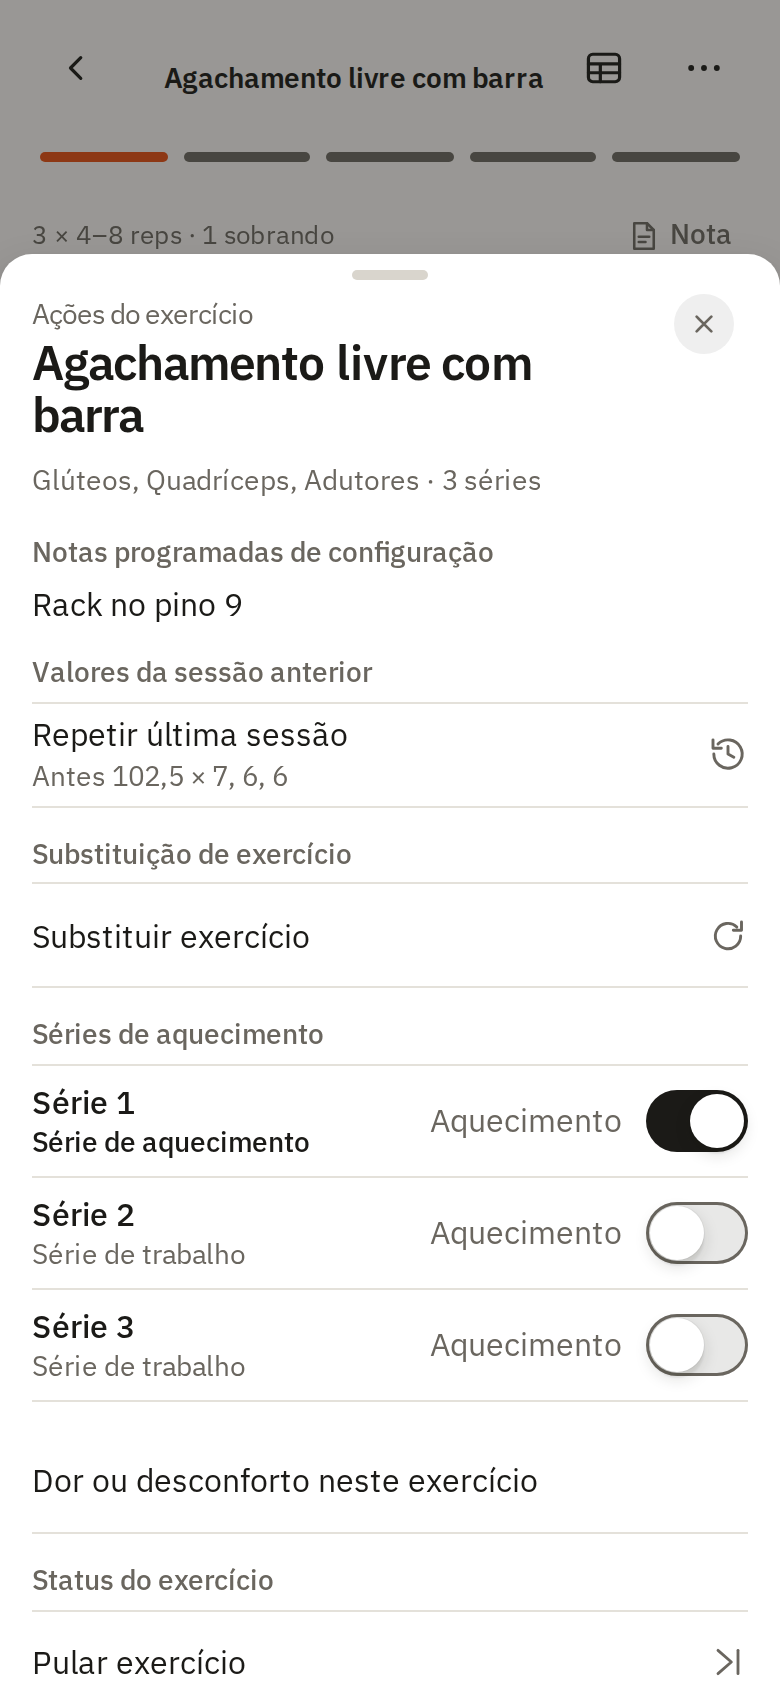 Agachamento livre com barra
3 × 4–8 reps · 1 sobrando
Nota
Ações do exercício
Agachamento livre com
barra
Glúteos, Quadríceps, Adutores · 3 séries
Notas programadas de configuração
Rack no pino 9
Valores da sessão anterior
Repetir última sessão
Antes 102,5 × 7, 6, 6
Substituição de exercício
Substituir exercício
Séries de aquecimento
Série 1
Série de aquecimento
Aquecimento
Série 2
Série de trabalho
Aquecimento
Série 3
Série de trabalho
Aquecimento
Dor ou desconforto neste exercício
Status do exercício
Pular exercício